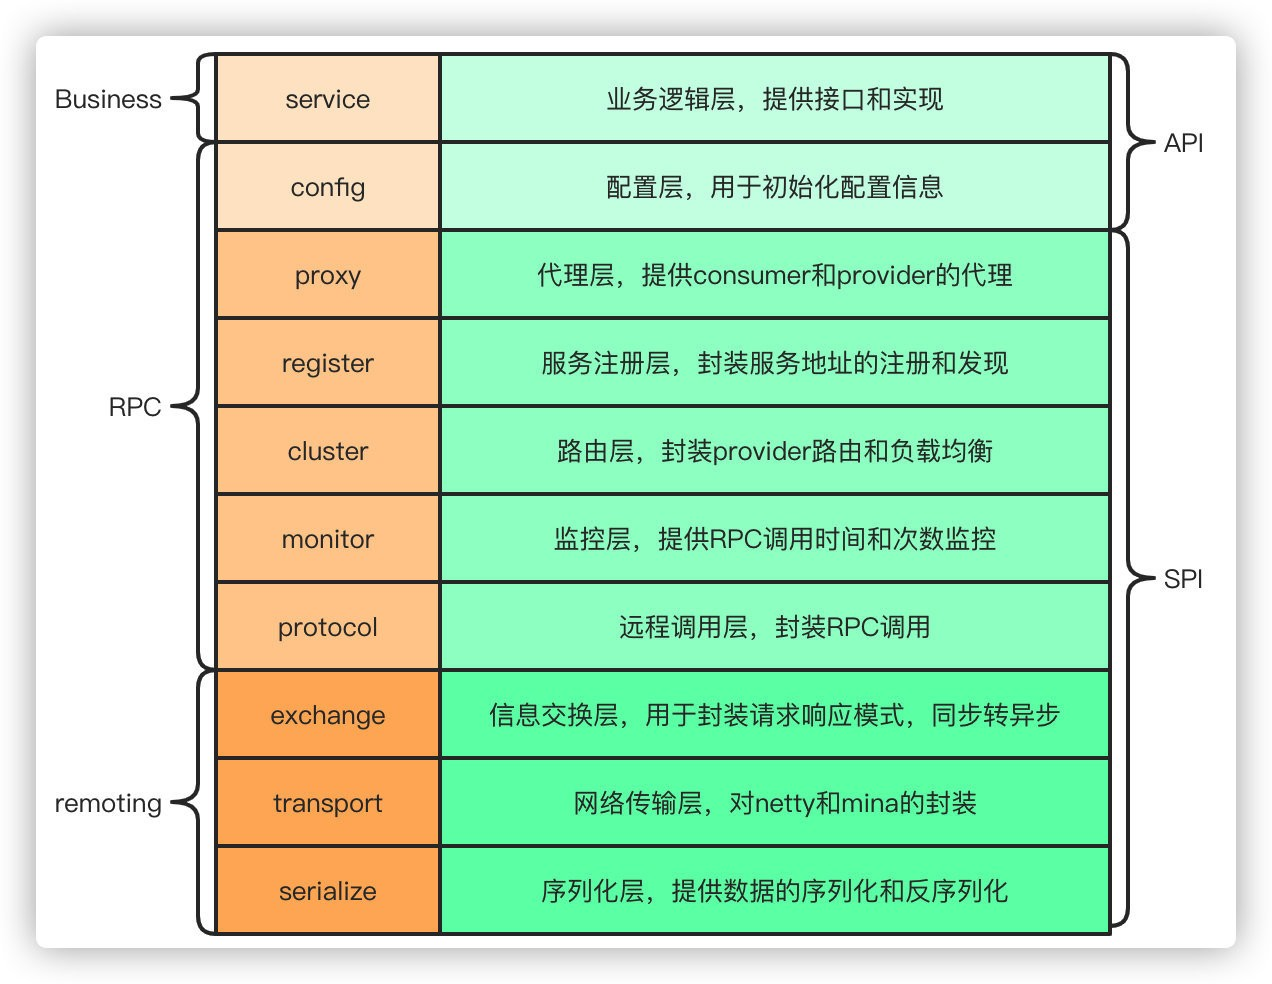 Business
service
业务逻辑层，提供接口和实现
API
config
配置层，用于初始化配置信息
proxy
代理层，提供consumer和provider的代理
register
服务注册层，封装服务地址的注册和发现
RPC
cluster
路由层，封装provider路由和负载均衡
monitor
监控层，提供RPC调用时间和次数监控
SPI
protocol
远程调用层，封装RPC调用
exchange
信息交换层，用于封装请求响应模式，同步转异步
remoting
transport
网络传输层，对netty和mina的封装
serialize
序列化层，提供数据的序列化和反序列化